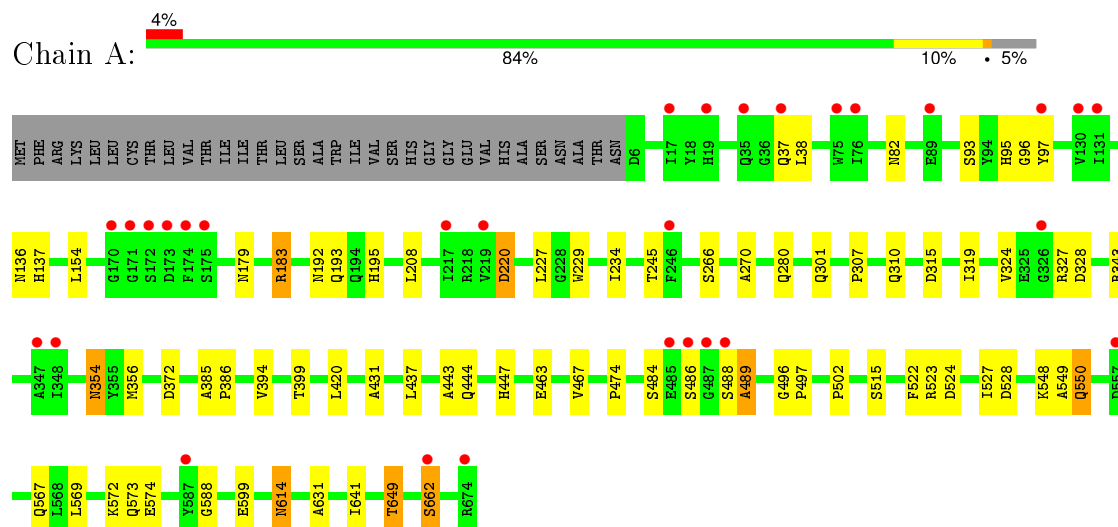 4%
Chain A:
84% 10% • 5%
MET PHE ARG LYS LEU LEU CYS THR LEU VAL THR ILE ILE THR LEU SER ALA TRP ILE VAL SER HIS GLY GLY GLU VAL HIS ALA SER ASN ALA THR ASN D6 I17 Y18 H19 Q35 G36 Q37 L38 W75 I76 N82 E89 S93 Y94 H95 G96 Y97 V130 I131
N136 H137 L154 G170 G171 S172 D173 F174 S175 N179 R183 N192 Q193 Q194 H195 L208 I217 R218 V219 D220 L227 G228 W229 I234 T245 F246 S266 A270 Q280 Q301 P307 Q310 D315 I319 V324 E325 G326 R327 D328
A347 I348 N354 Y355 M356 D372 A385 P386 V394 T399 L420 A431 L437 A443 Q444 H447 E463 V467 P474 S484 E485 S486 G487 S488 A489 G496 P497 P502 S515 F522 R523 D524 I527 D528 K548 A549 Q550 D557
Q567 L568 L569 K572 Q573 E574 Y587 G588 E599 N614 A631 I641 T649 S662 R674